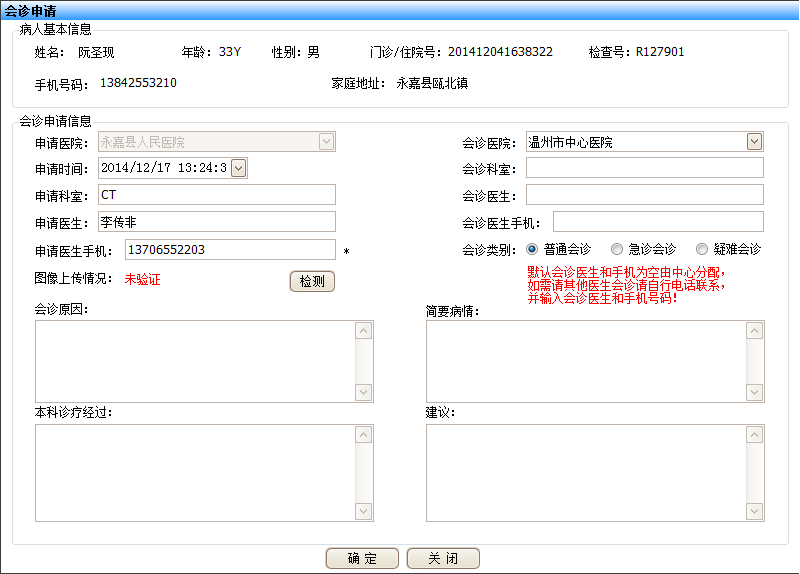 会诊申请
病人基本信息
姓名： 阮圣现 年龄：33Y 性别：男 门诊/住院号：201412041638322 检查号：R127901
手机号码： 13842553210 家庭地址： 永嘉县瓯北镇
会诊申请信息
申请医院： 永嘉县人民医院 会诊医院： 温州市中心医院
申请时间： 2014/12/17 13:24:3 会诊科室：
申请科室： CT 会诊医生：
申请医生： 李传非 会诊医生手机：
申请医生手机： 13706552203 * 会诊类别： 普通会诊 急诊会诊 疑难会诊
图像上传情况： 未验证 检测 默认会诊医生和手机为空由中心分配，
如需请其他医生会诊请自行电话联系，
并输入会诊医生和手机号码！
会诊原因： 简要病情：
本科诊疗经过： 建议：
确 定 关 闭